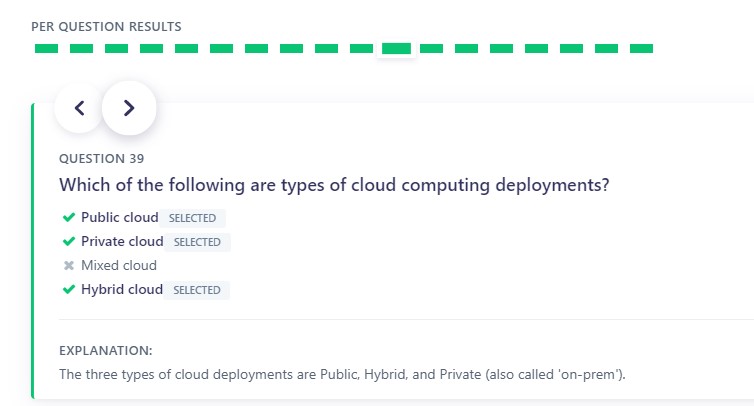 PER QUESTION RESULTS
QUESTION 39
Which of the following are types of cloud computing deployments?
Public cloud SELECTED
Private cloud SELECTED
Mixed cloud
Hybrid cloud SELECTED
EXPLANATION:
The three types of cloud deployments are Public, Hybrid, and Private (also called 'on-prem').